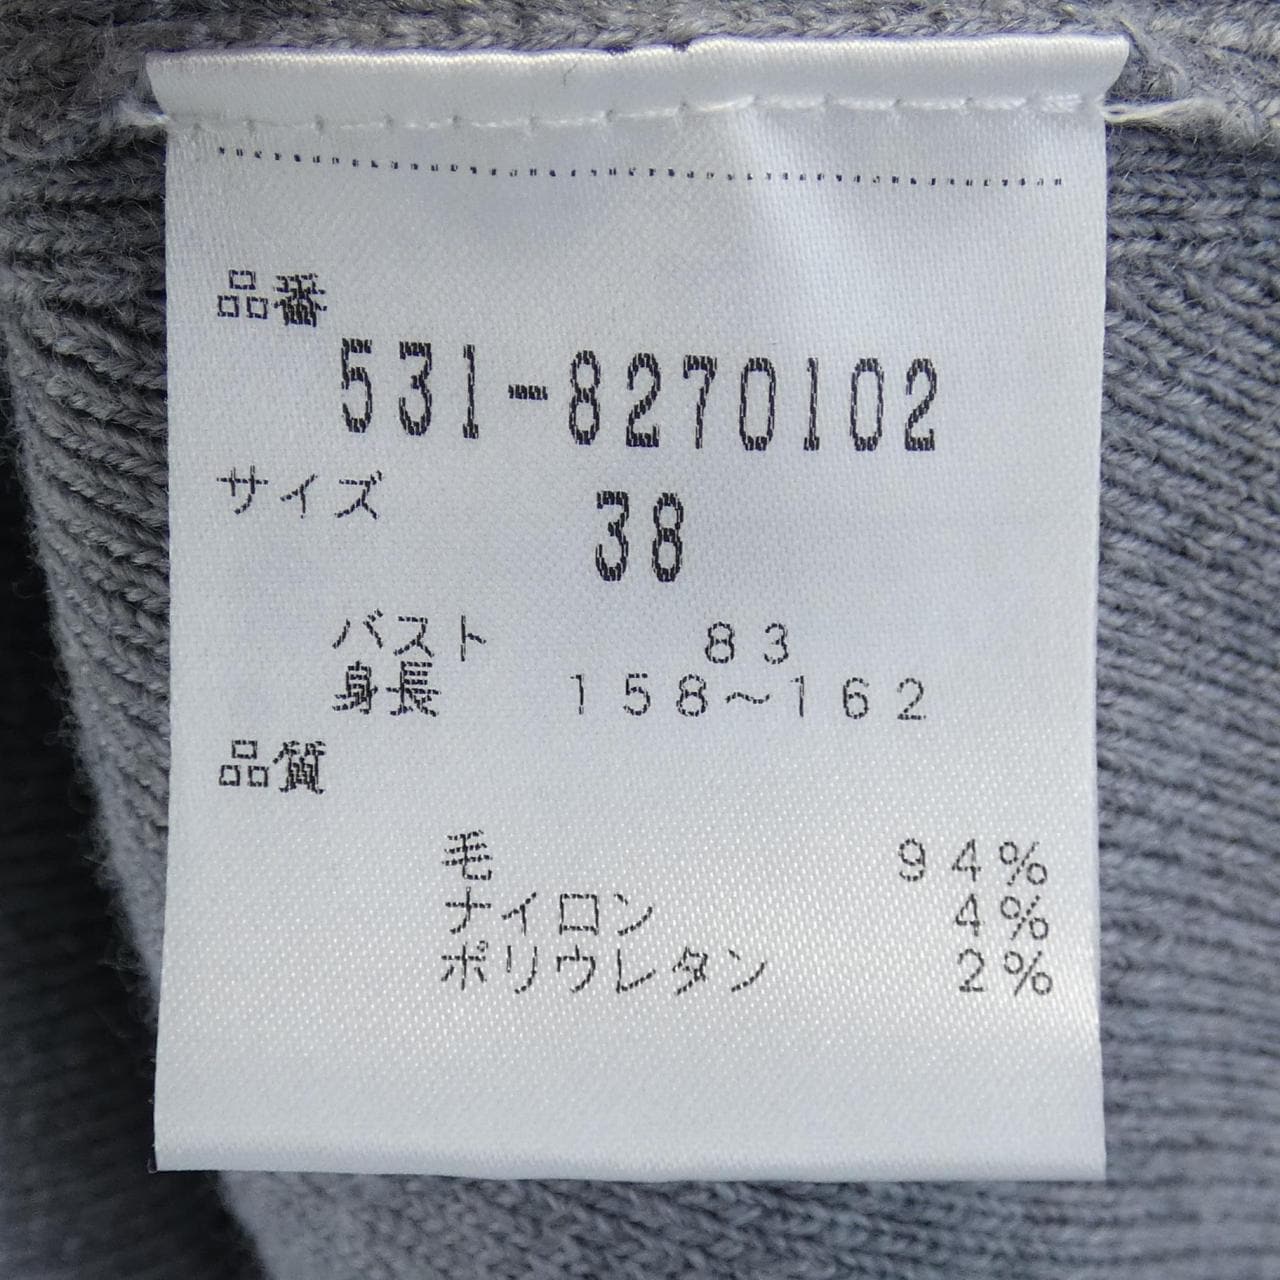 品番
531-8270102
サイズ 38
バスト 83
身長 158～162
品質
毛 94%
ナイロン 4%
ポリウレタン 2%